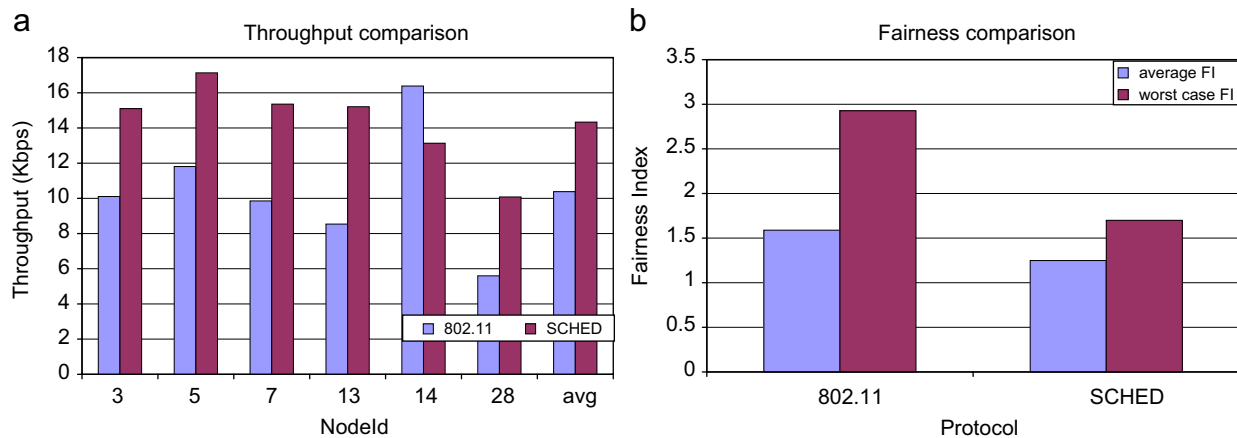 a
Throughput comparison
18
16
14
12
10
8
6
4
2
0
Throughput (Kbps)
802.11
SCHED
3 5 7 13 14 28 avg
NodeId
b
Fairness comparison
3.5
3
2.5
2
1.5
1
0.5
0
Fairness Index
average FI
worst case FI
802.11 SCHED
Protocol